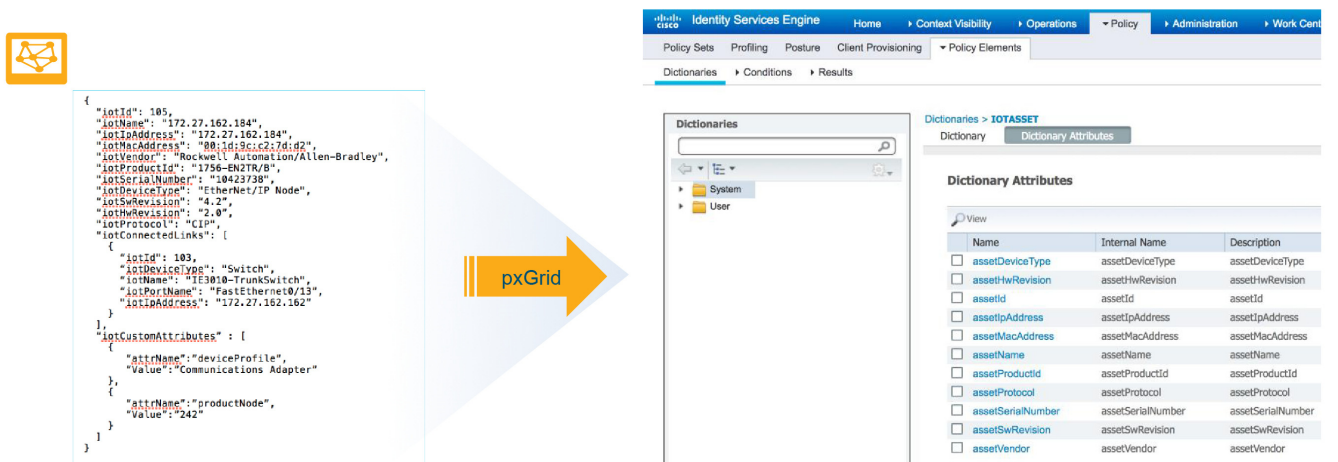 {
"iotId": 105,
"iotName": "172.27.162.184",
"iotIpAddress": "172.27.162.184",
"iotMacAddress": "00:1d:9c:c2:7d:d2",
"iotVendor": "Rockwell Automation/Allen-Bradley",
"iotProductId": "1756-EN2TR/B",
"iotSerialNumber": "10423738",
"iotDeviceType": "EtherNet/IP Node",
"iotSwRevision": "4.2",
"iotHwRevision": "2.0",
"iotProtocol": "CIP",
"iotConnectedLinks": [
{
"iotId": 103,
"iotDeviceType": "Switch",
"iotName": "IE3010-TrunkSwitch",
"iotPortName": "FastEthernet0/13",
"iotIpAddress": "172.27.162.162"
}
],
"iotCustomAttributes" : [
{
"attrName":"deviceProfile",
"Value":"Communications Adapter"
},
{
"attrName":"productNode",
"Value":"242"
}
]
}
pxGrid
cisco Identity Services Engine Home Context Visibility Operations Policy Administration Work Cent
Policy Sets Profiling Posture Client Provisioning Policy Elements
Dictionaries Conditions Results
Dictionaries
System
User
Dictionaries > IOTASSET
Dictionary Dictionary Attributes
Dictionary Attributes
View
Name Internal Name Description
assetDeviceType assetDeviceType assetDeviceType
assetHwRevision assetHwRevision assetHwRevision
assetId assetId assetId
assetIpAddress assetIpAddress assetIpAddress
assetMacAddress assetMacAddress assetMacAddress
assetName assetName assetName
assetProductId assetProductId assetProductId
assetProtocol assetProtocol assetProtocol
assetSerialNumber assetSerialNumber assetSerialNumber
assetSwRevision assetSwRevision assetSwRevision
assetVendor assetVendor assetVendor